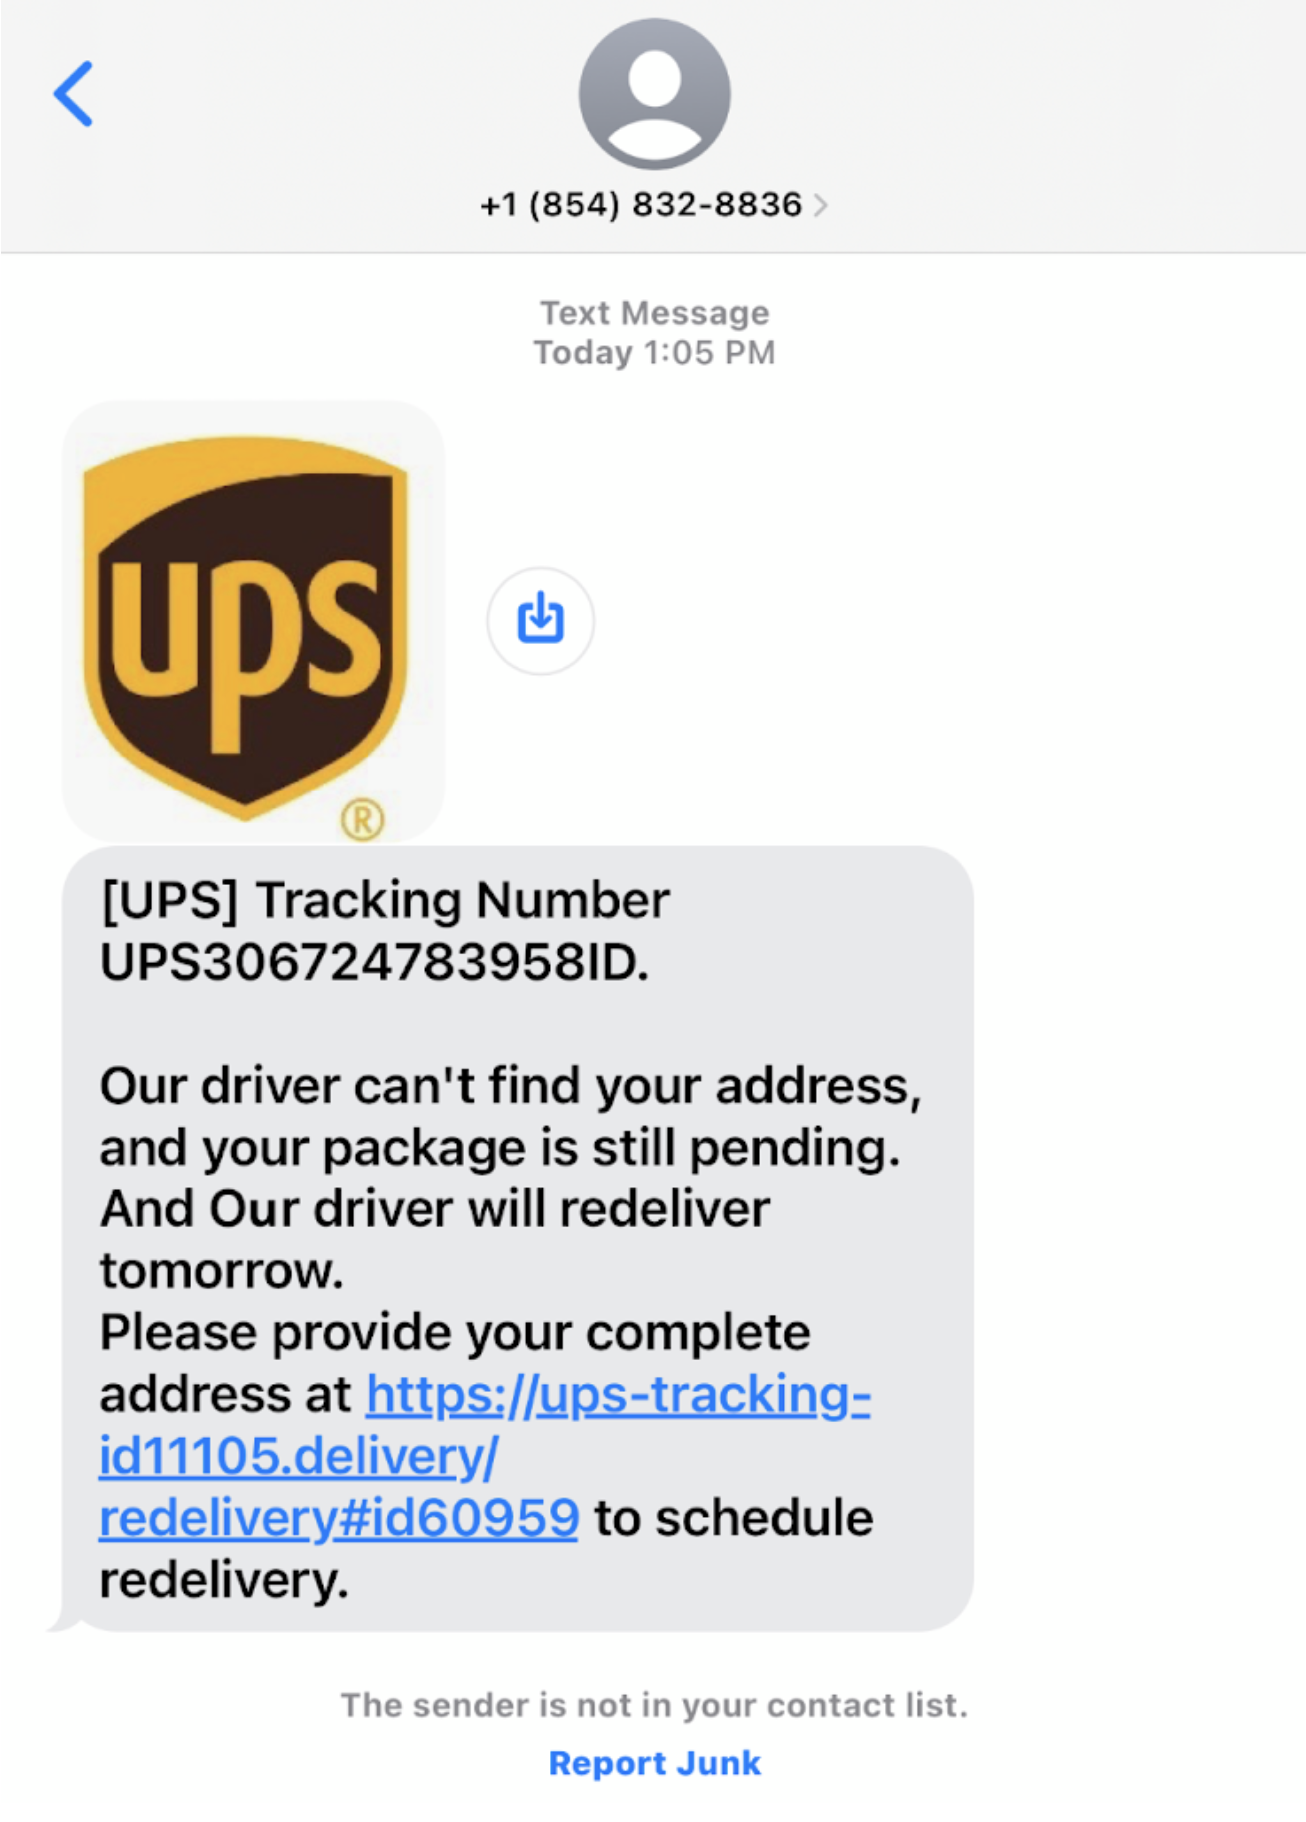 +1 (854) 832-8836
Text Message
Today 1:05 PM
ups
®
[UPS] Tracking Number
UPS306724783958ID.
Our driver can't find your address,
and your package is still pending.
And Our driver will redeliver
tomorrow.
Please provide your complete
address at https://ups-tracking-
id11105.delivery/
redelivery#id60959 to schedule
redelivery.
The sender is not in your contact list.
Report Junk